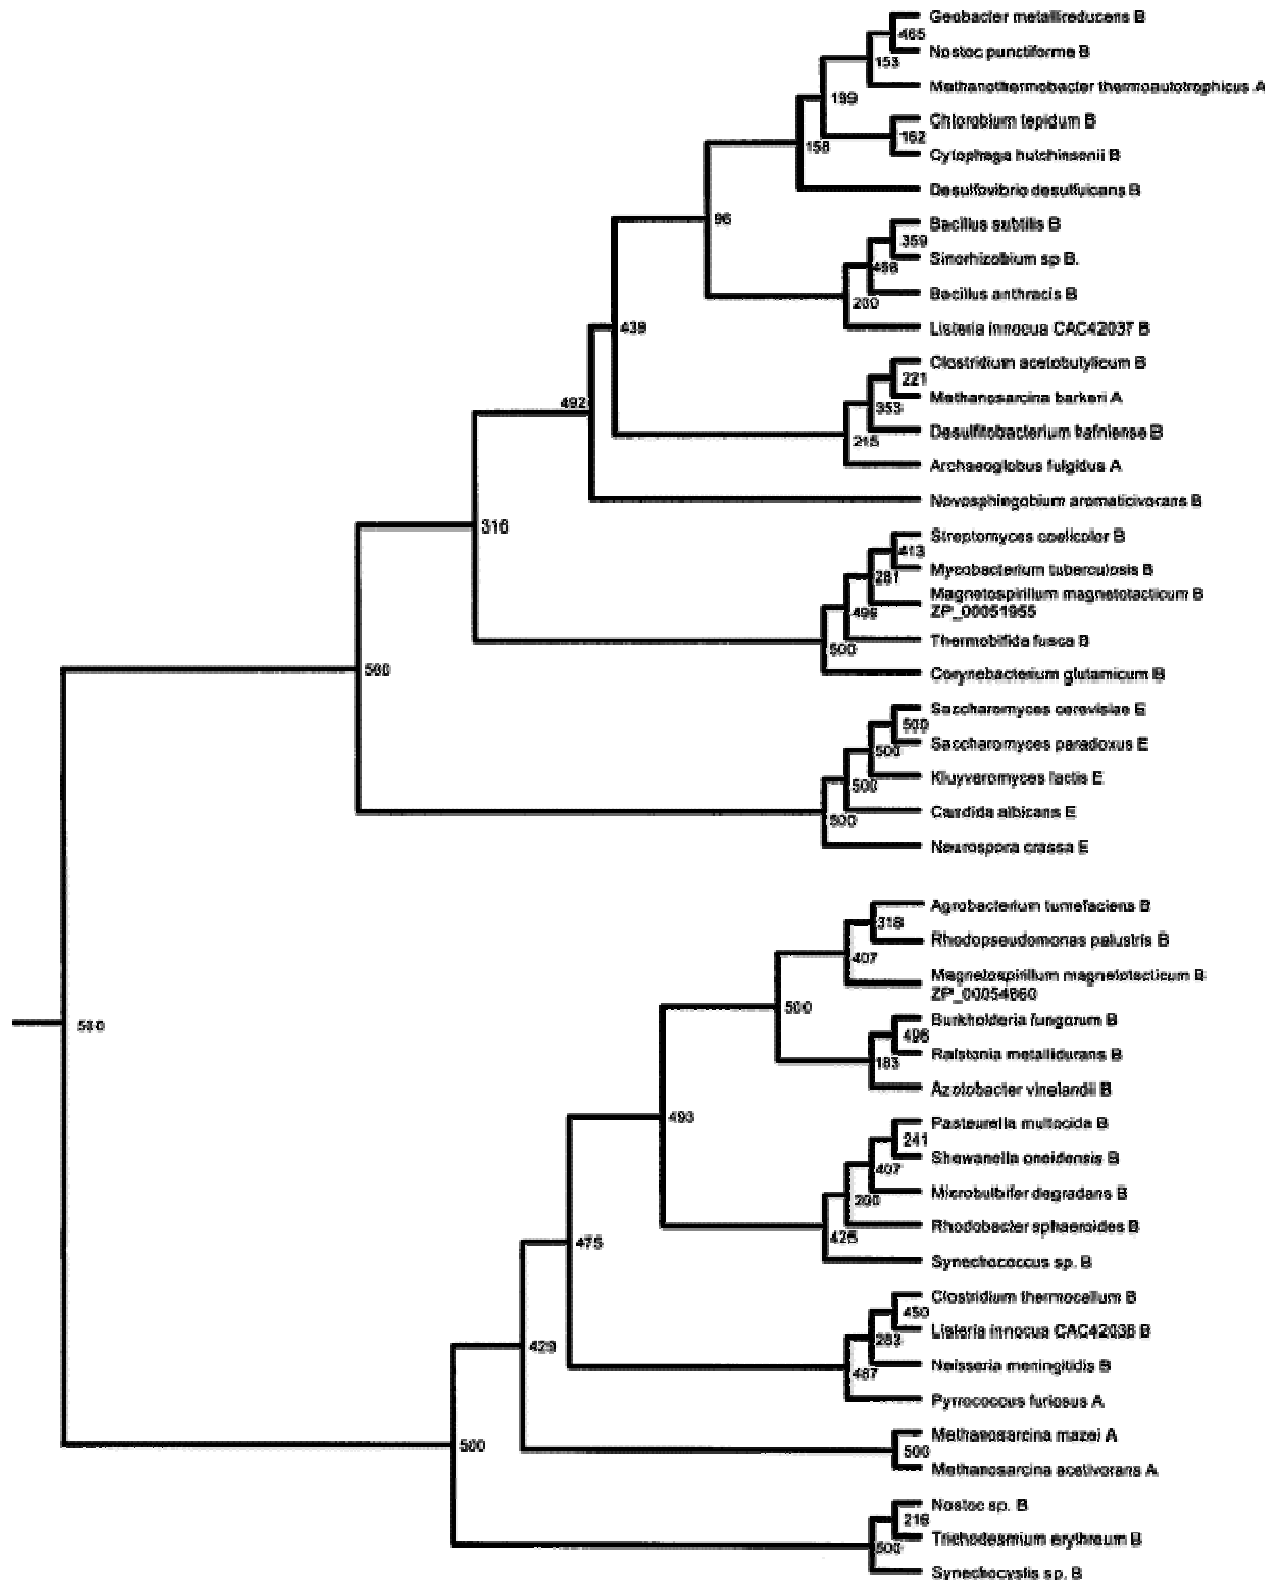 Geobacter metallireducens B
465
Nostoc punctiforme B
153
Methanothermobacter thermoautotrophicus A
199
Chlorobium tepidum B
162
158
Cytophaga hutchinsonii B
Desulfovibrio desulfuicans B
96
Bacillus subtilis B
359
Sinorhizobium sp B.
498
Bacillus anthracis B
200
Listeria innocua CAC42037 B
439
Clostridium acetobutylicum B
221
Methanosarcina barkeri A
492
353
Desulfitobacterium hafniense B
215
Archaeoglobus fulgidus A
Novosphingobium aromaticivorans B
316
Streptomyces coelicolor B
413
Mycobacterium tuberculosis B
281
Magnetospirillum magnetotacticum B
ZP_00051955
498
Thermobifida fusca B
500
Corynebacterium glutamicum B
500
Saccharomyces cerevisiae E
500
Saccharomyces paradoxus E
500
Kluyveromyces lactis E
500
Candida albicans E
500
Neurospora crassa E
Agrobacterium tumefaciens B
318
Rhodopseudomonas palustris B
407
Magnetospirillum magnetotacticum B
ZP_00054860
500
Burkholderia fungorum B
500
496
Ralstonia metallidurans B
183
Azotobacter vinelandii B
493
Pasteurella multocida B
241
Shewanella oneidensis B
407
Microbulbifer degradans B
290
Rhodobacter sphaeroides B
426
Synechococcus sp. B
475
Clostridium thermocellum B
450
Listeria innocua CAC42038 B
283
429
Neisseria meningitidis B
487
Pyrrococcus furiosus A
Methanosarcina mazei A
500
500
Methanosarcina acetivorans A
Nostoc sp. B
216
Trichodesmium erythraeum B
500
Synechocystis sp. B